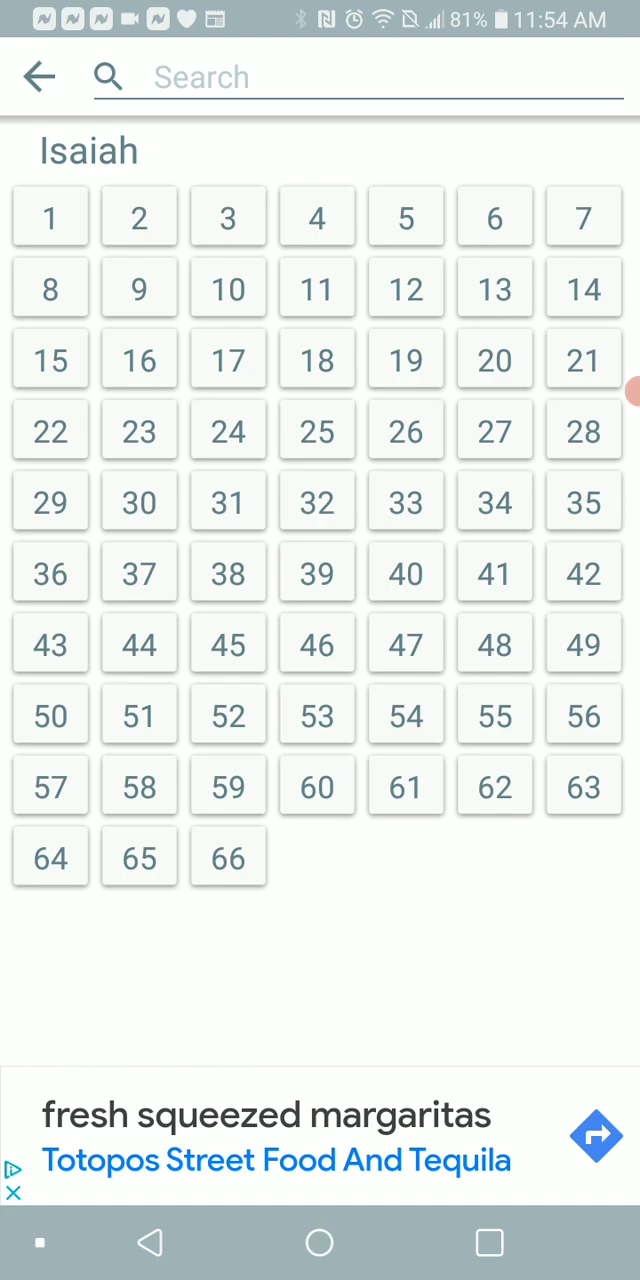 81% 11:54 AM
Search
Isaiah
1 2 3 4 5 6 7
8 9 10 11 12 13 14
15 16 17 18 19 20 21
22 23 24 25 26 27 28
29 30 31 32 33 34 35
36 37 38 39 40 41 42
43 44 45 46 47 48 49
50 51 52 53 54 55 56
57 58 59 60 61 62 63
64 65 66
fresh squeezed margaritas
Totopos Street Food And Tequila